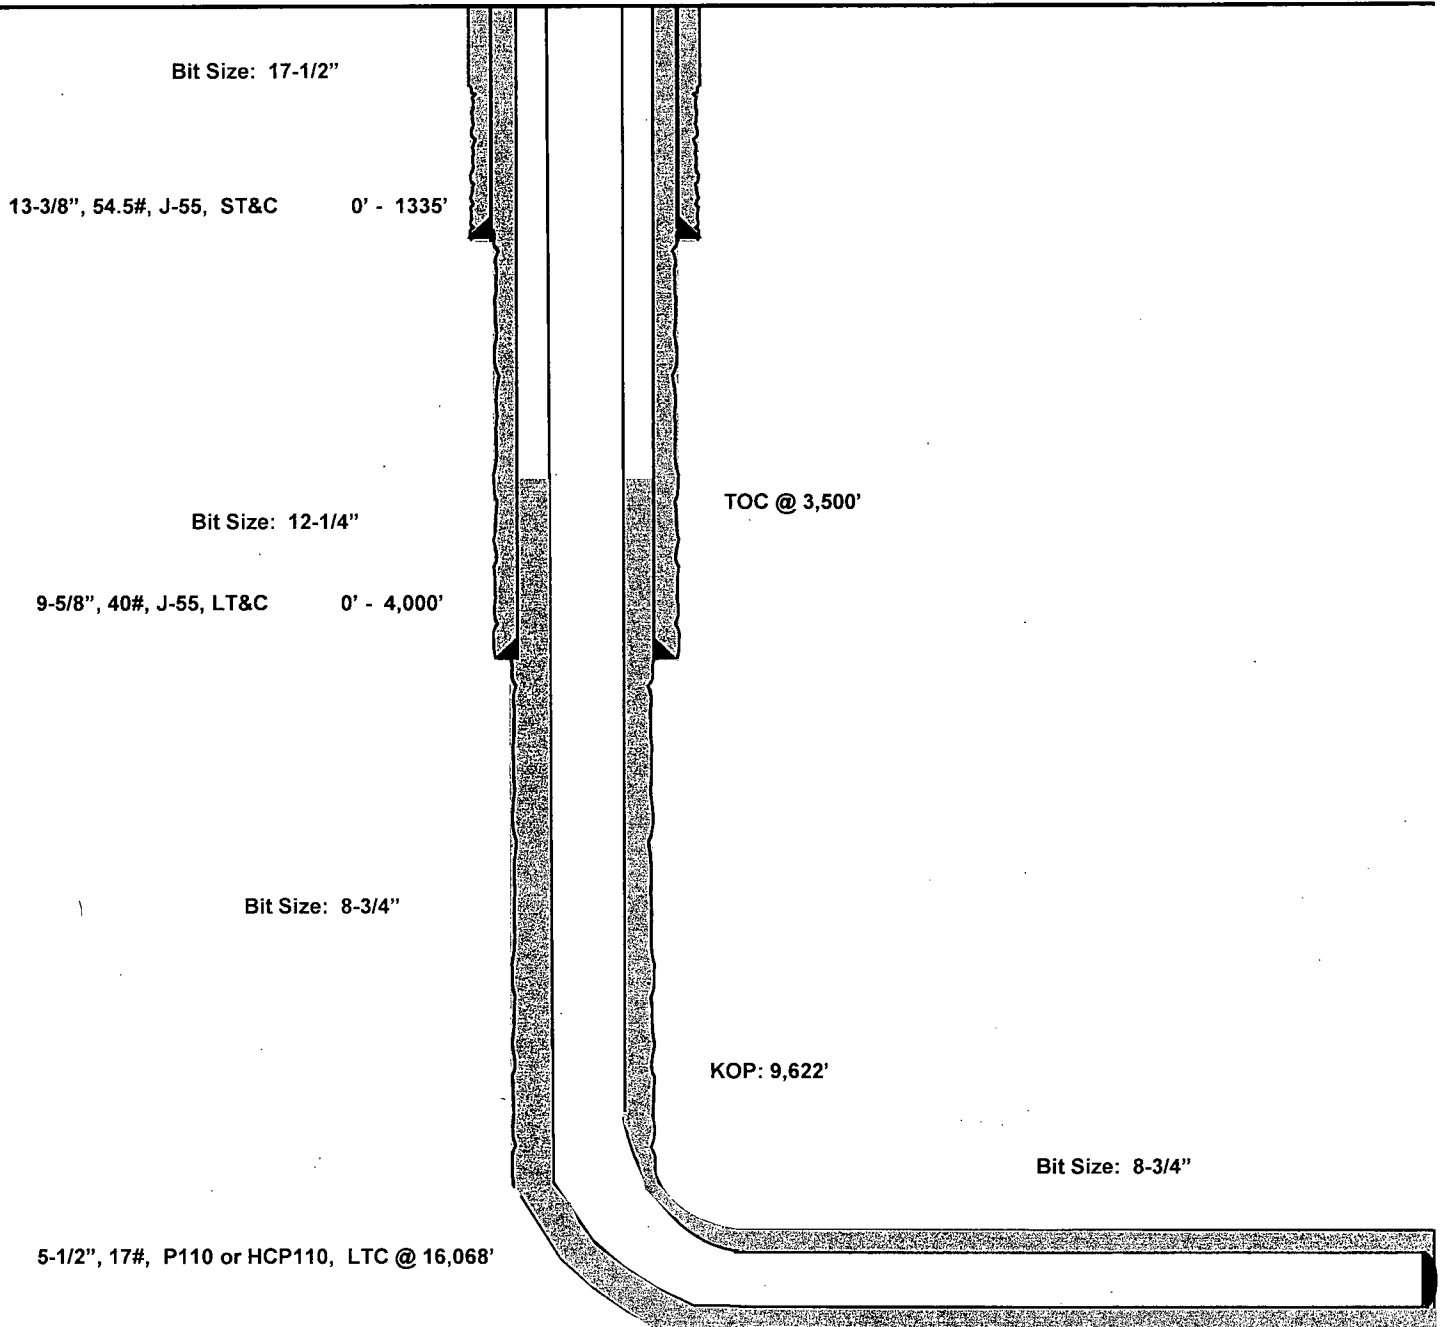 Bit Size: 17-1/2”
13-3/8”, 54.5#, J-55, ST&C 0' - 1335'
TOC @ 3,500'
Bit Size: 12-1/4”
9-5/8”, 40#, J-55, LT&C 0' - 4,000'
Bit Size: 8-3/4”
KOP: 9,622'
Bit Size: 8-3/4”
5-1/2”, 17#, P110 or HCP110, LTC @ 16,068'